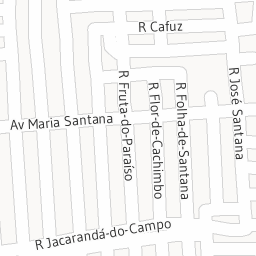 R Cafuz
R José Santana
R Fruta-do-Paraíso
R Flor-de-Cachimbo
R Folha-de-Santana
Av Maria Santana
R Jacarandá-do-Campo